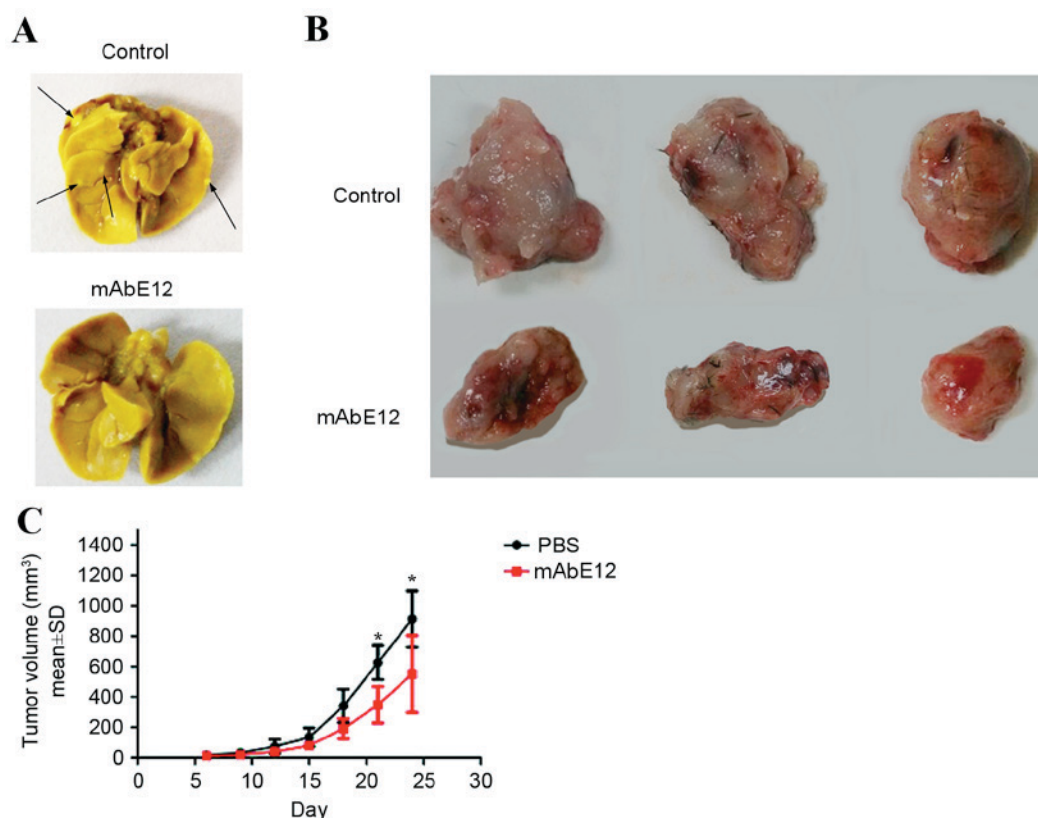 A
Control
mAbE12
B
Control
mAbE12
C
Tumor volume (mm³)
mean±SD
1400
1200
1000
800
600
400
200
0
0 5 10 15 20 25 30
Day
* *
PBS
mAbE12